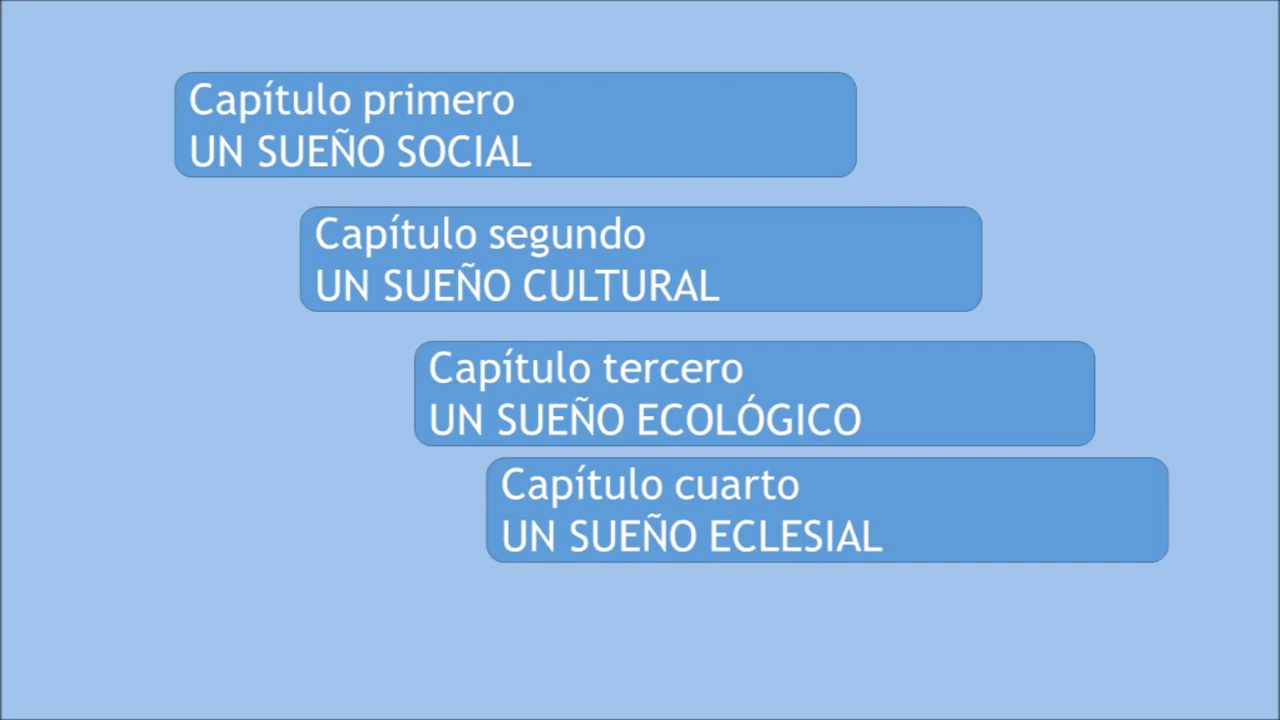 Capítulo primero
UN SUEÑO SOCIAL
Capítulo segundo
UN SUEÑO CULTURAL
Capítulo tercero
UN SUEÑO ECOLÓGICO
Capítulo cuarto
UN SUEÑO ECLESIAL